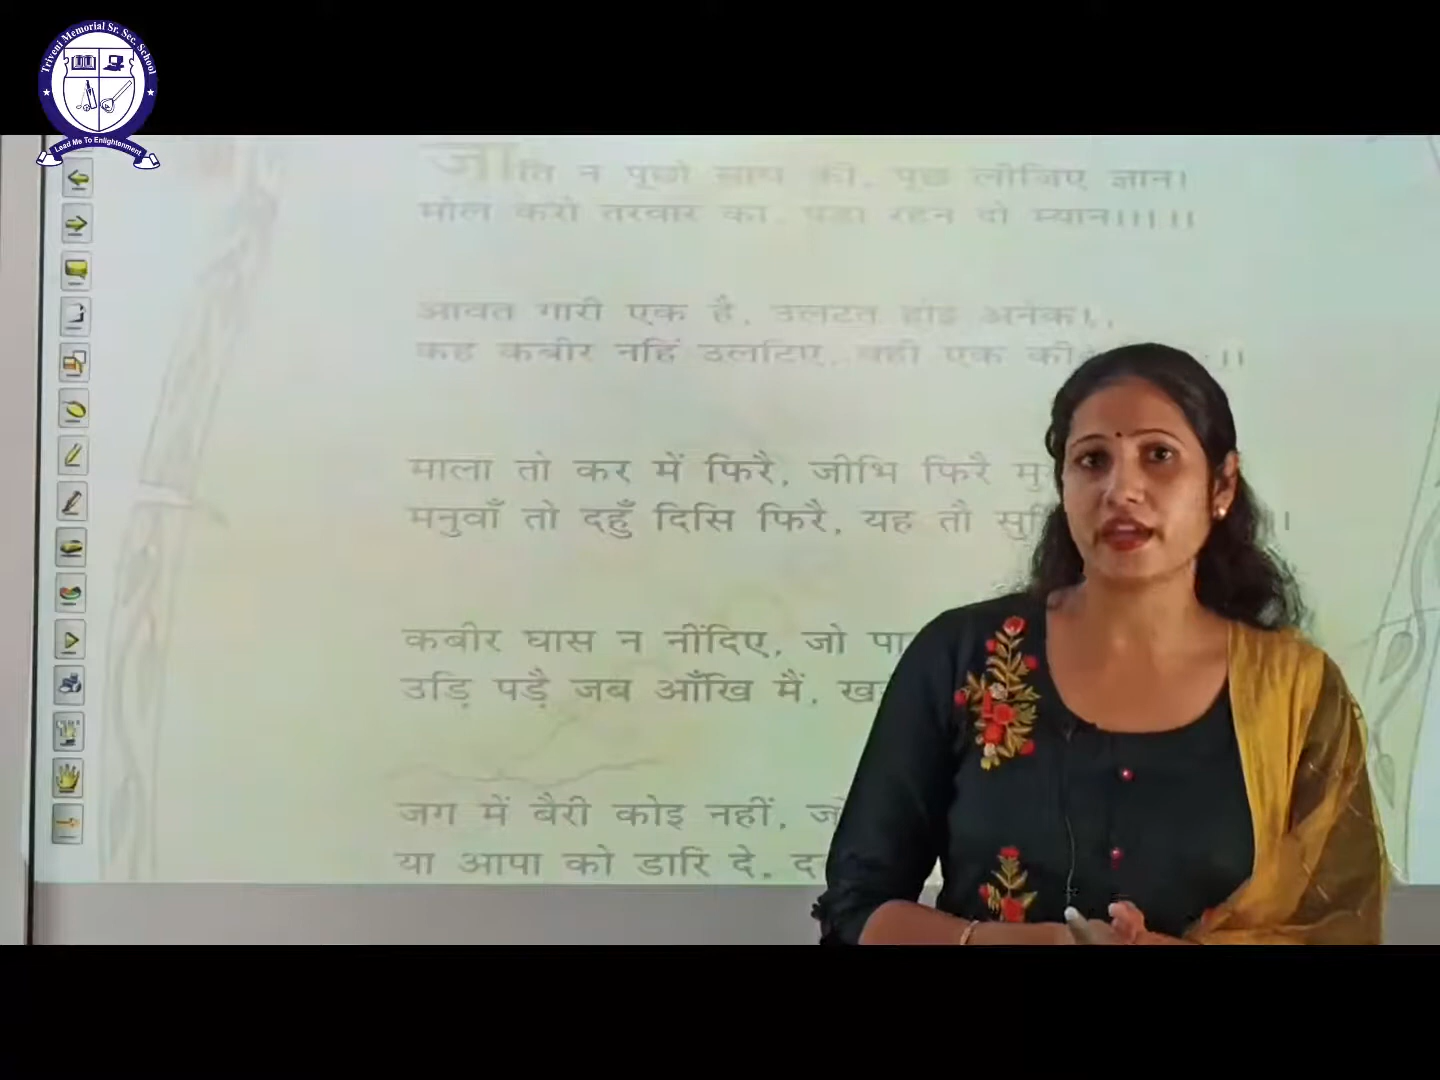 Triveni Memorial Sr. Sec. School
Lead Me To Enlightenment
जाति न पूछो साध की, पूछ लीजिए ज्ञान।
मोल करो तरवार का, पड़ा रहन दो म्यान।।1।।
आवत गारी एक है, उलटत होइ अनेक।
कह कबीर नहिं उलटिए, वही एक की
माला तो कर में फिरै, जीभि फिरै
मनुवाँ तो दहुँ दिसि फिरै, यह तौ
कबीर घास न नींदिए, जो
उड़ि पड़ै जब आँखि मैं,
जग में बैरी कोइ नहीं,
या आपा को डारि दे,